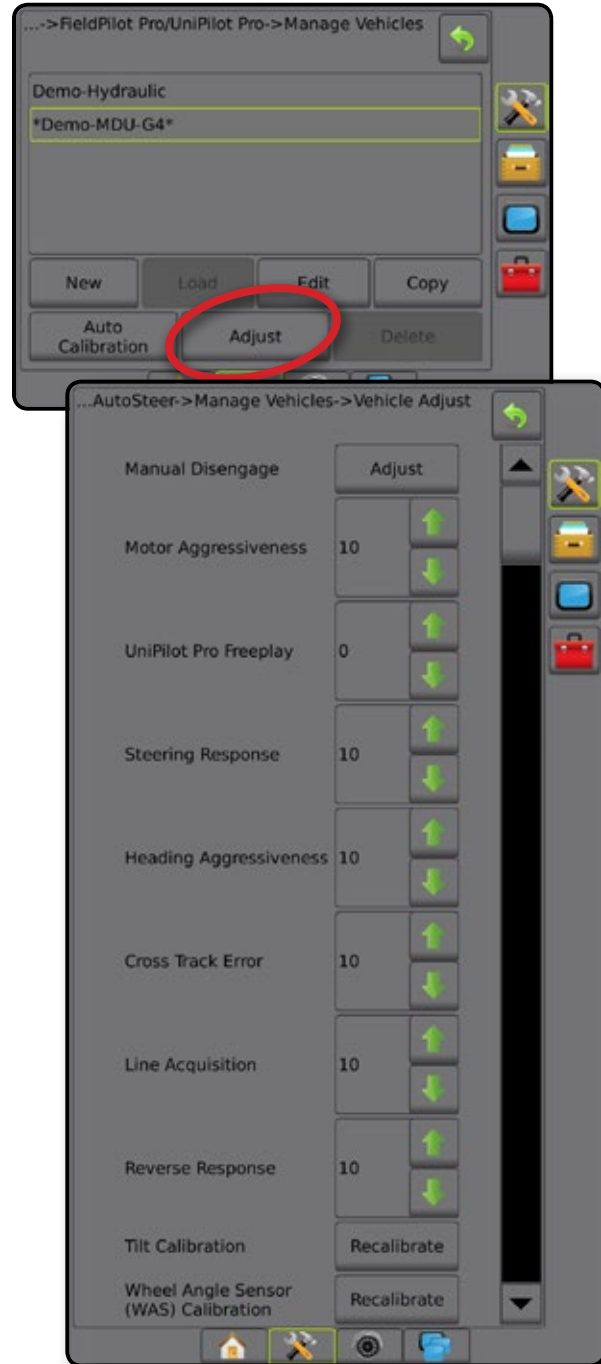 ...->FieldPilot Pro/UniPilot Pro->Manage Vehicles
Demo-Hydraulic
*Demo-MDU-G4*
New Load Edit Copy
Auto Calibration Adjust Delete
...AutoSteer->Manage Vehicles->Vehicle Adjust
Manual Disengage Adjust
Motor Aggressiveness 10
UniPilot Pro Freeplay 0
Steering Response 10
Heading Aggressiveness 10
Cross Track Error 10
Line Acquisition 10
Reverse Response 10
Tilt Calibration Recalibrate
Wheel Angle Sensor
(WAS) Calibration Recalibrate